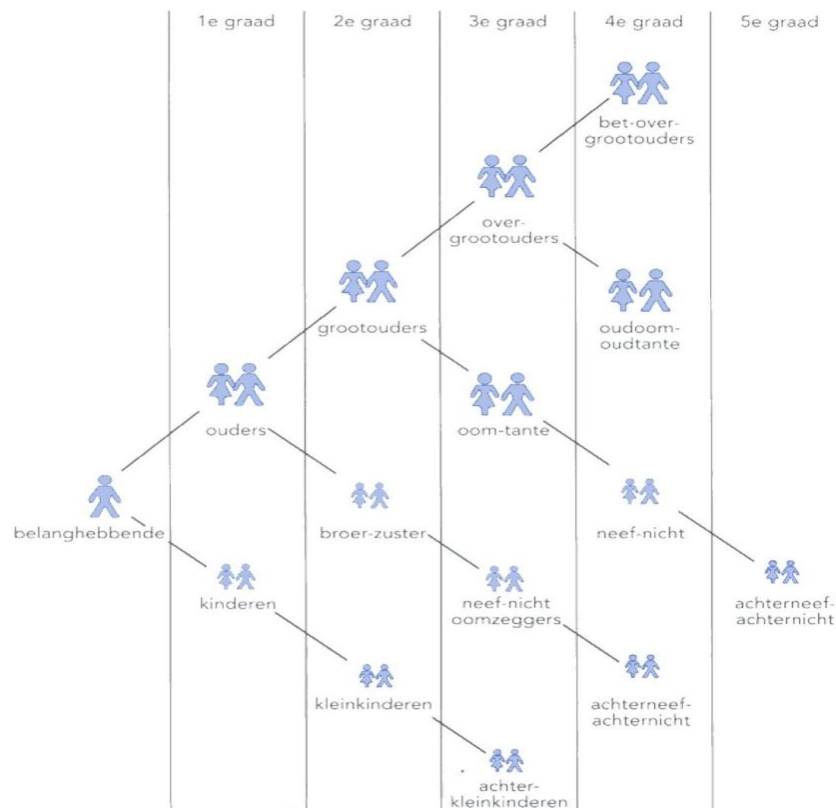 1e graad
2e graad
3e graad
4e graad
5e graad
bet-over-
grootouders
over-
grootouders
grootouders
oudoom-
oudtante
ouders
oom-tante
belanghebbende
broer-zuster
neef-nicht
kinderen
neef-nicht
oomzeggers
achterneef-
achternicht
kleinkinderen
achterneef-
achternicht
achter-
kleinkinderen